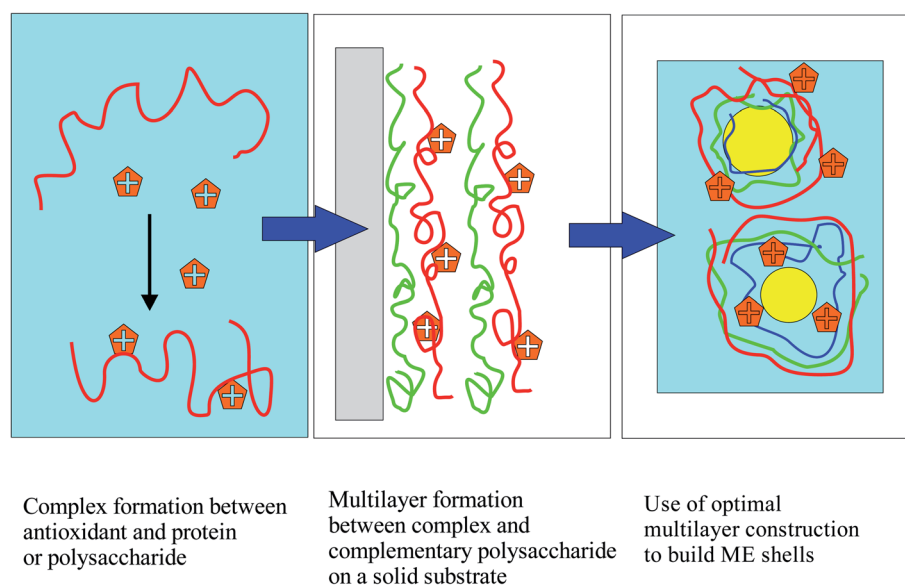 Complex formation between
antioxidant and protein
or polysaccharide
Multilayer formation
between complex and
complementary polysaccharide
on a solid substrate
Use of optimal
multilayer construction
to build ME shells